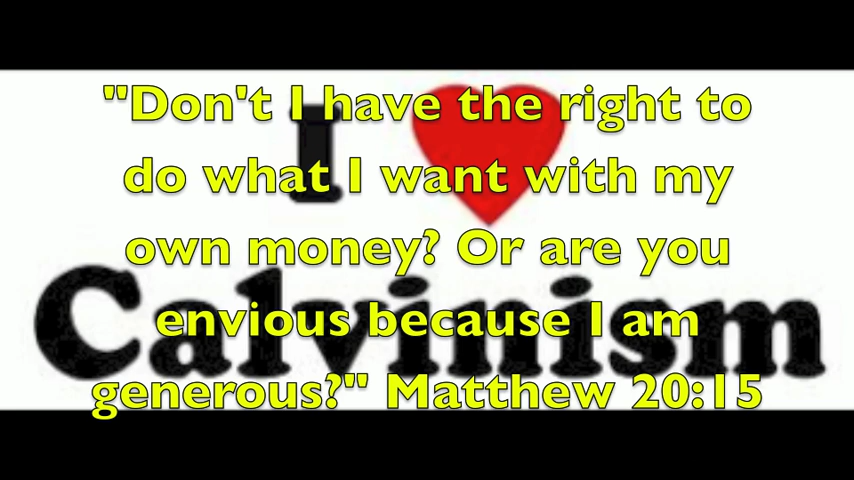 "Don't I have the right to
do what I want with my
own money? Or are you
envious because I am
generous?" Matthew 20:15
I
Calvinism